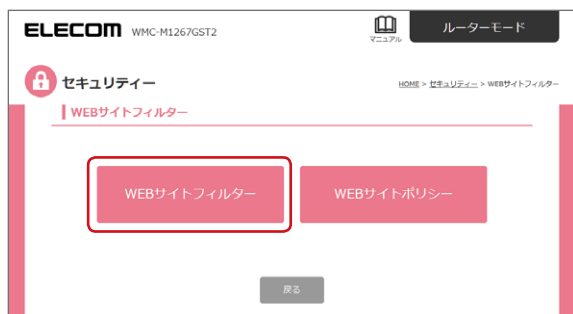 ELECOM WMC-M1267GST2
マニュアル
ルーターモード
セキュリティー
HOME > セキュリティー > WEBサイトフィルター
WEBサイトフィルター
WEBサイトフィルター WEBサイトポリシー
戻る